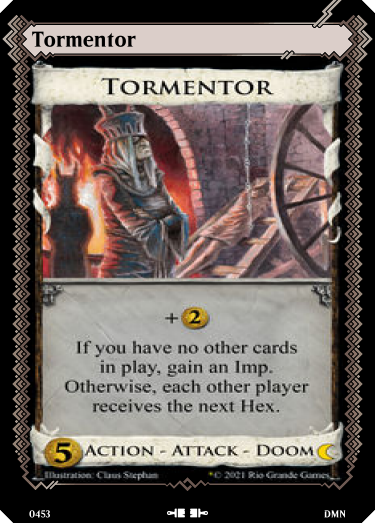 Tormentor
TORMENTOR
+2
If you have no other cards
in play, gain an Imp.
Otherwise, each other player
receives the next Hex.
5 ACTION - ATTACK - DOOM
Illustration: Claus Stephan *© 2021 Rio Grande Games
0453 DMN